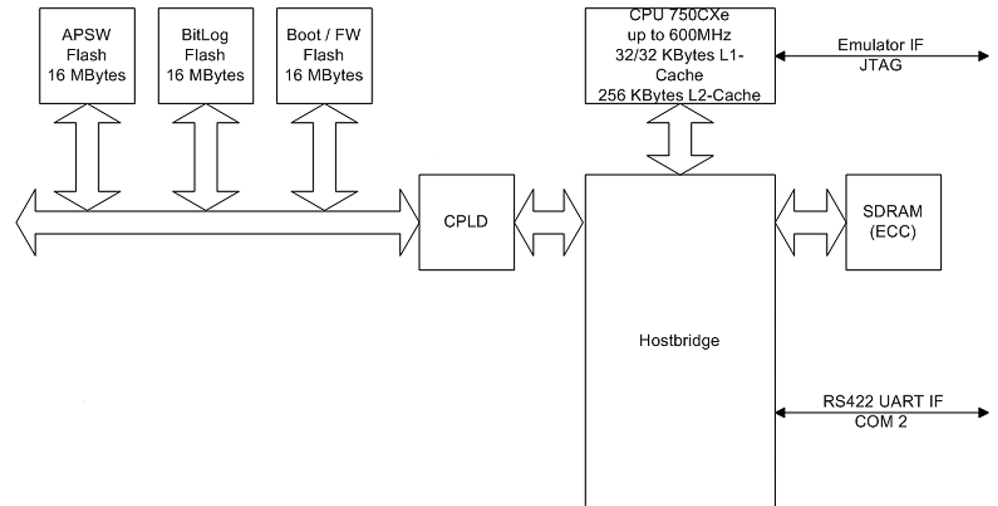 APSW
Flash
16 MBytes
BitLog
Flash
16 MBytes
Boot / FW
Flash
16 MBytes
CPU 750CXe
up to 600MHz
32/32 KBytes L1-
Cache
256 KBytes L2-Cache
Emulator IF
JTAG
CPLD
SDRAM
(ECC)
Hostbridge
RS422 UART IF
COM 2